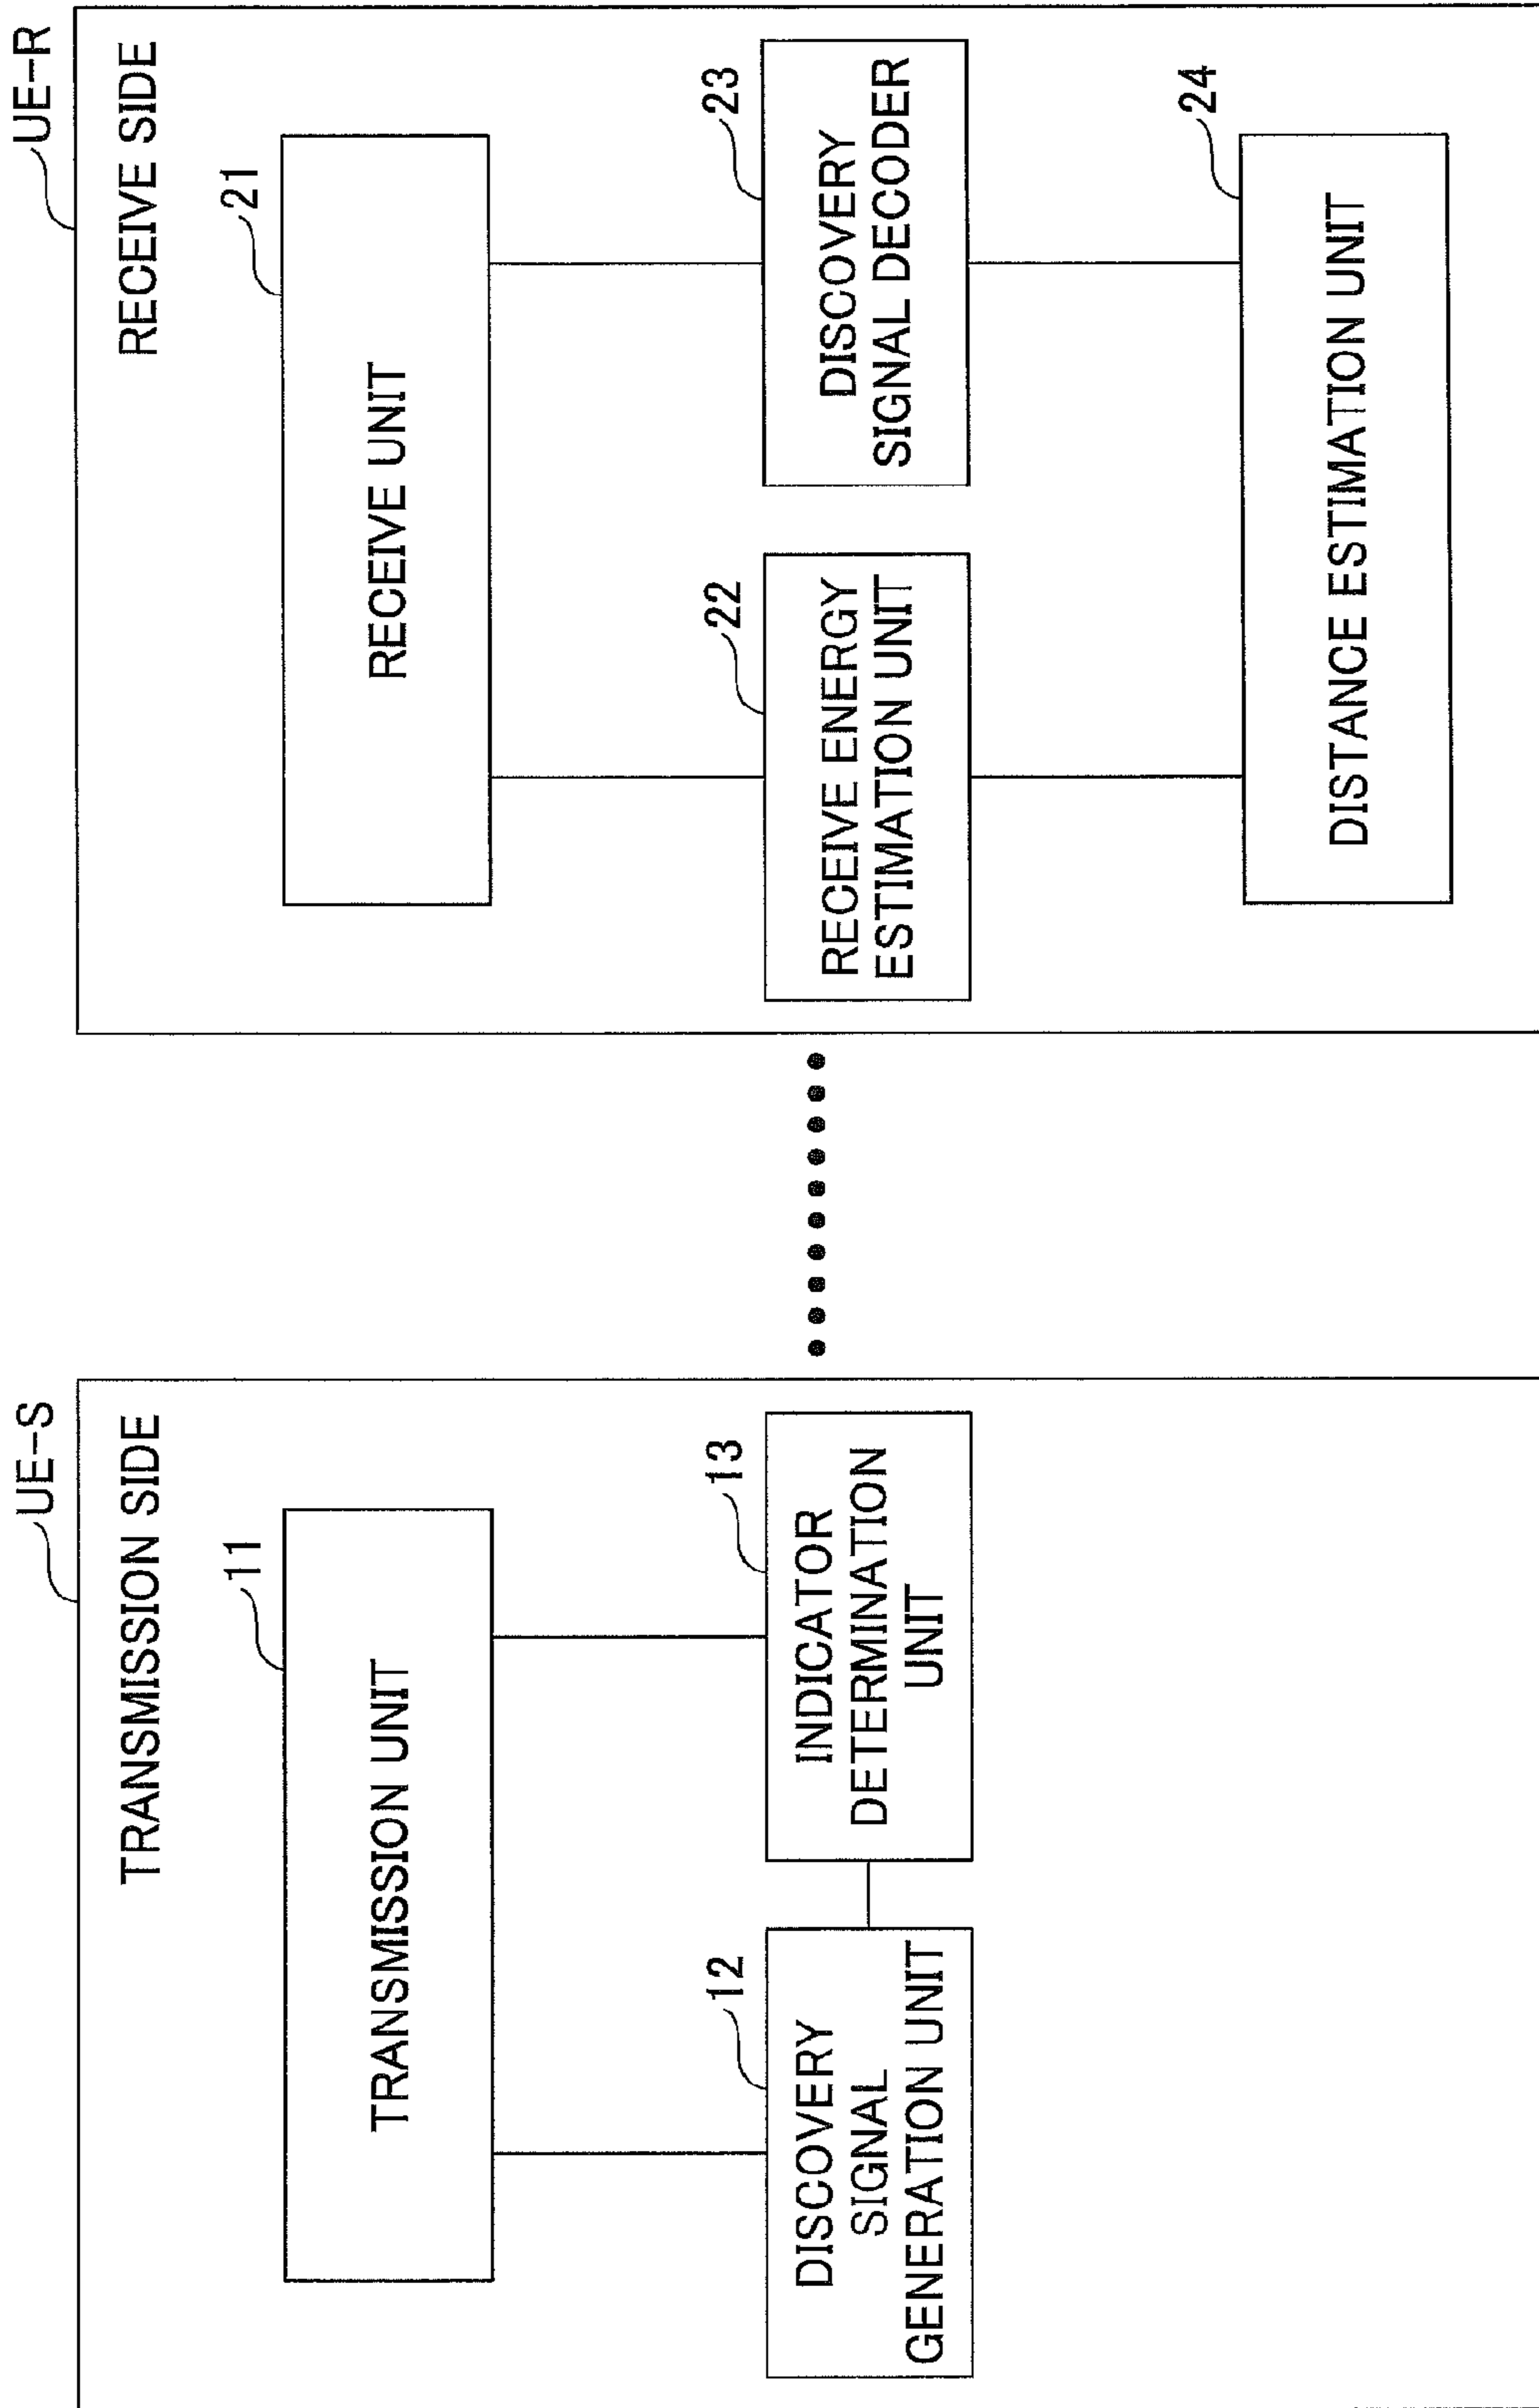 UE-S
TRANSMISSION SIDE
11
TRANSMISSION UNIT
12
DISCOVERY
SIGNAL
GENERATION UNIT
13
INDICATOR
DETERMINATION
UNIT
UE-R
RECEIVE SIDE
21
RECEIVE UNIT
22
RECEIVE ENERGY
ESTIMATION UNIT
23
DISCOVERY
SIGNAL DECODER
24
DISTANCE ESTIMATION UNIT